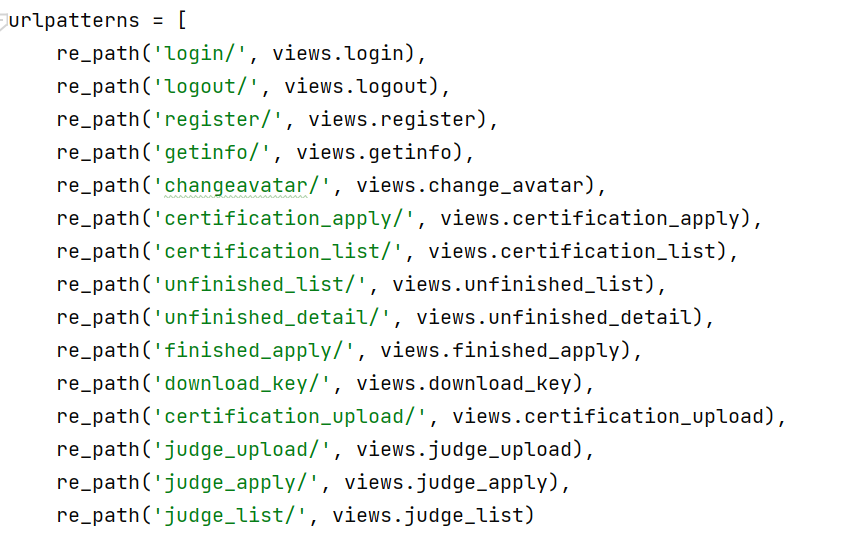 urlpatterns = [
    re_path('login/', views.login),
    re_path('logout/', views.logout),
    re_path('register/', views.register),
    re_path('getinfo/', views.getinfo),
    re_path('changeavatar/', views.change_avatar),
    re_path('certification_apply/', views.certification_apply),
    re_path('certification_list/', views.certification_list),
    re_path('unfinished_list/', views.unfinished_list),
    re_path('unfinished_detail/', views.unfinished_detail),
    re_path('finished_apply/', views.finished_apply),
    re_path('download_key/', views.download_key),
    re_path('certification_upload/', views.certification_upload),
    re_path('judge_upload/', views.judge_upload),
    re_path('judge_apply/', views.judge_apply),
    re_path('judge_list/', views.judge_list)